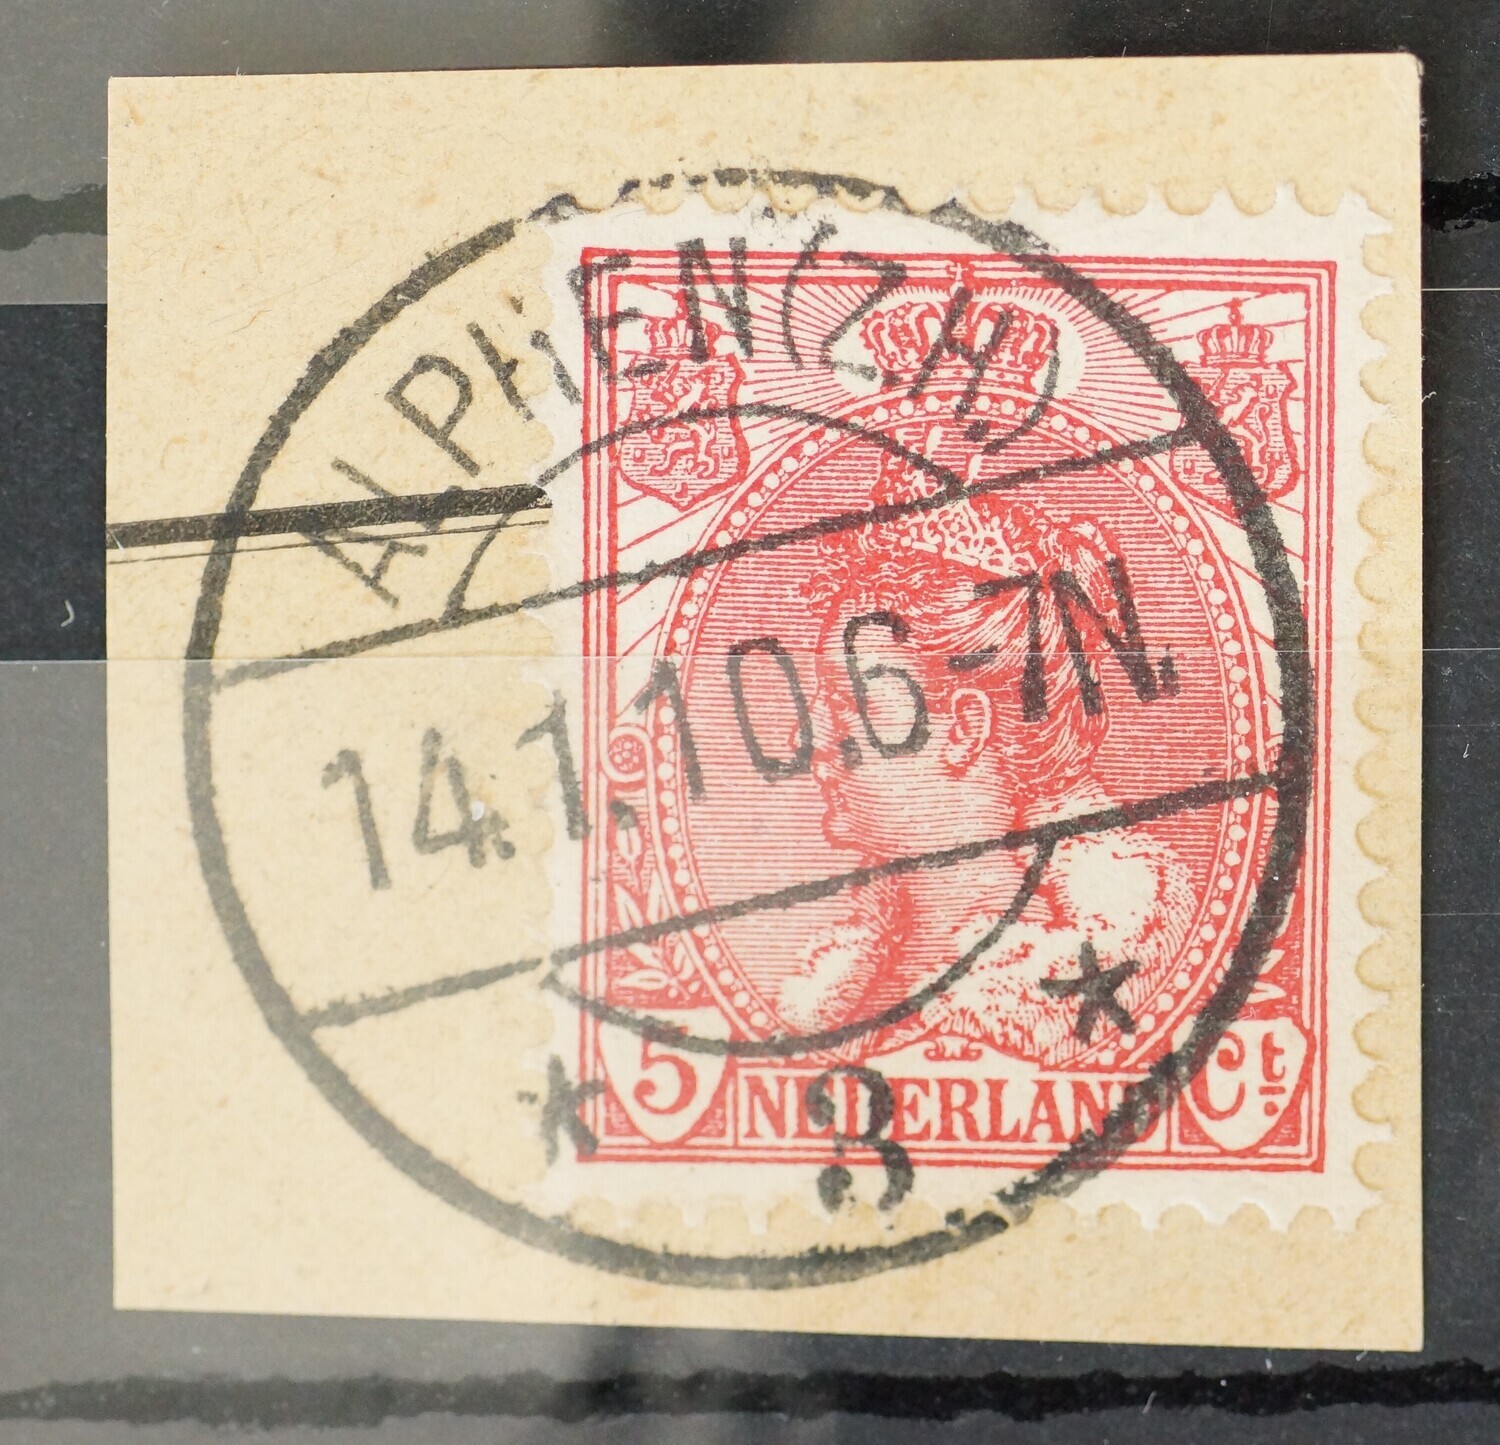 ALPHEN (Z.H.)
14.1.10.6-7N.
* 3 *
5 NEDERLAND Ct.